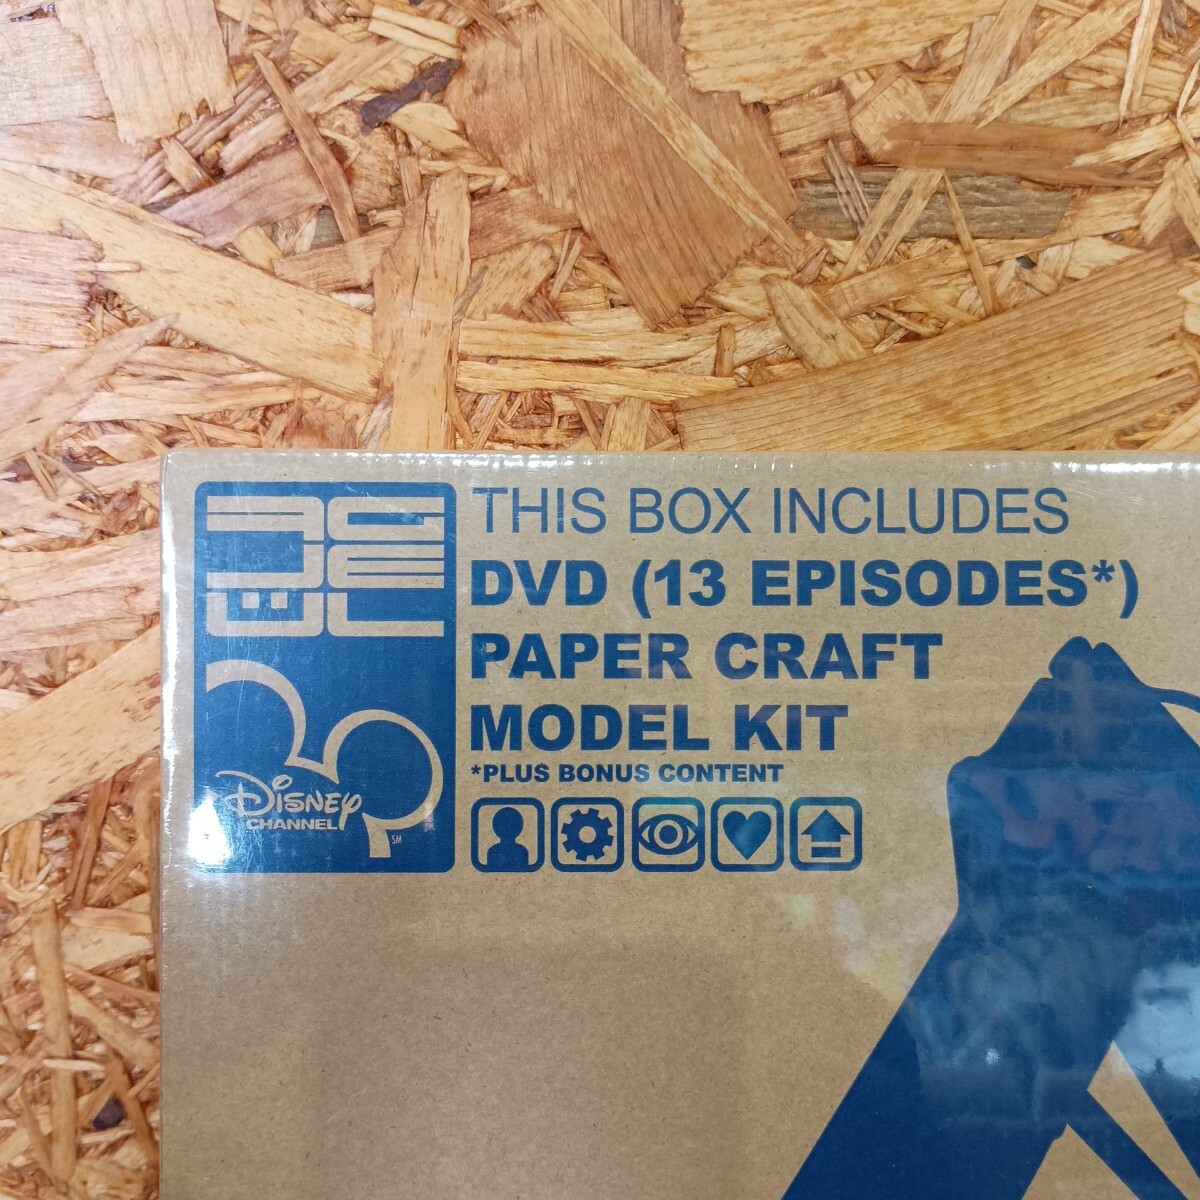 THIS BOX INCLUDES
DVD (13 EPISODES*)
PAPER CRAFT
MODEL KIT
*PLUS BONUS CONTENT
DISNEY
CHANNEL
SM